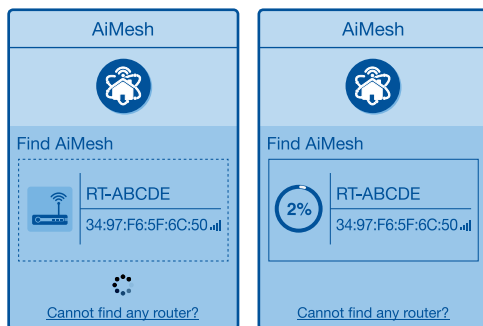 AiMesh
Find AiMesh
RT-ABCDE
34:97:F6:5F:6C:50
Cannot find any router?
AiMesh
Find AiMesh
2%
RT-ABCDE
34:97:F6:5F:6C:50
Cannot find any router?